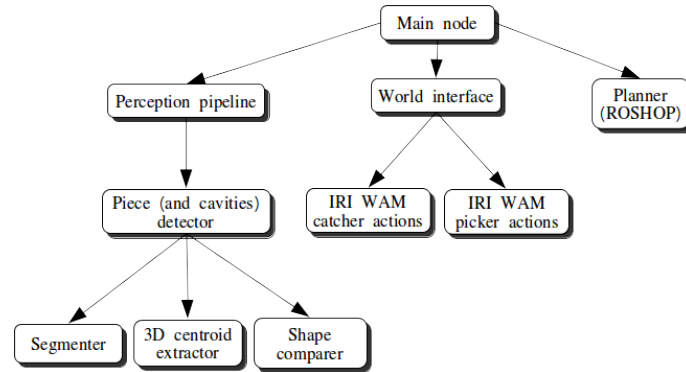 Main node
Perception pipeline
World interface
Planner
(ROSHOP)
Piece (and cavities)
detector
IRI WAM
catcher actions
IRI WAM
picker actions
Segmenter
3D centroid
extractor
Shape
comparer